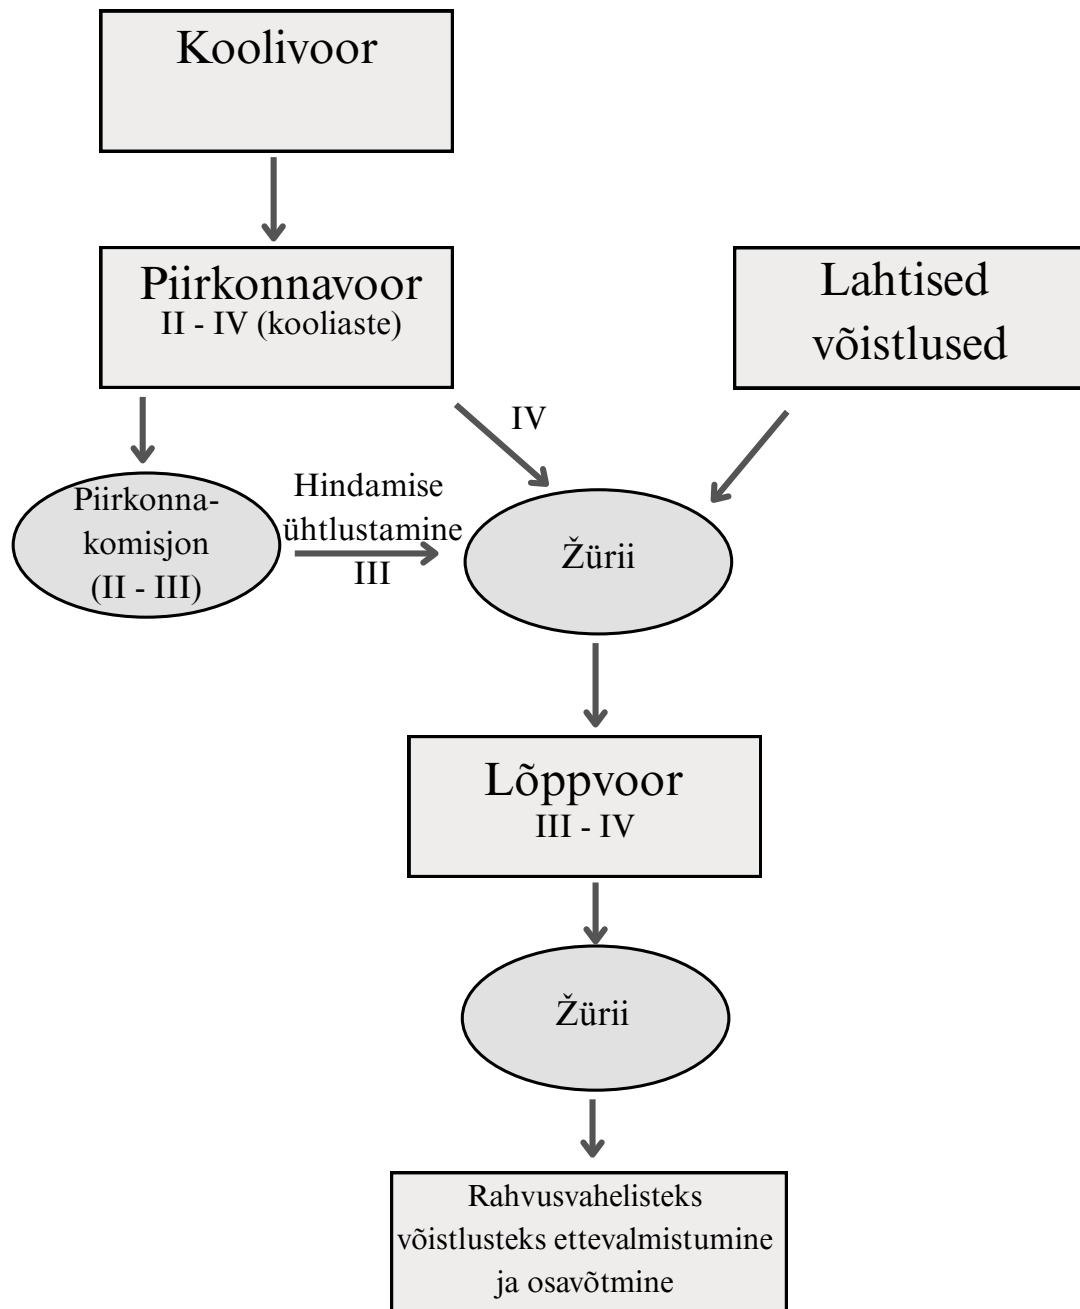 Koolivoor
Piirkonnavoor
II - IV (kooliaste)
Lahtised
võistlused
IV
Piirkonna-
komisjon
(II - III)
Hindamise
ühtlustamine
III
Žürii
Lõppvoor
III - IV
Žürii
Rahvusvahelisteks
võistlusteks ettevalmistumine
ja osavõtmine